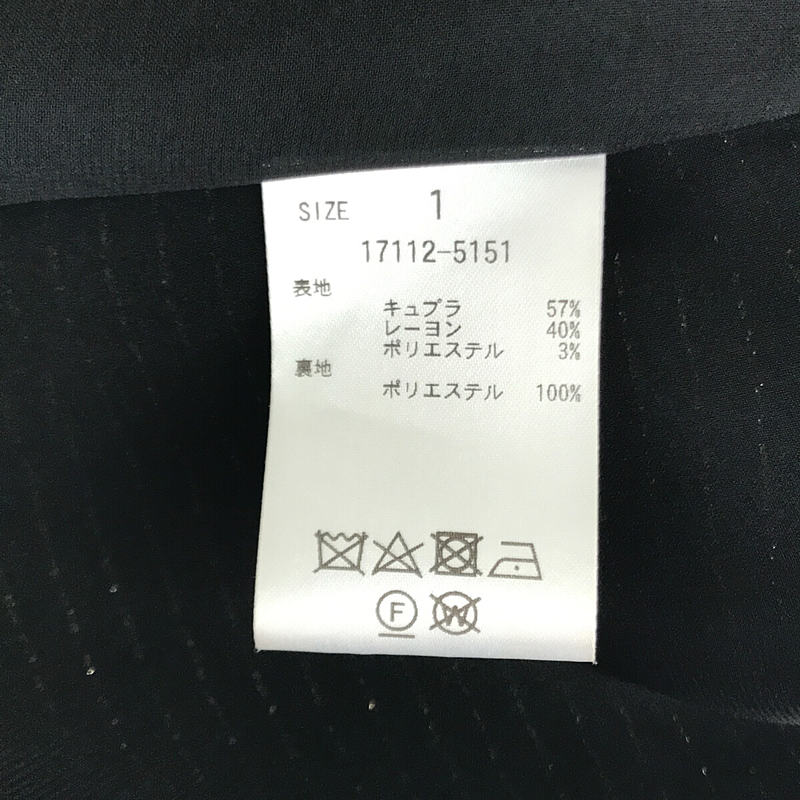 SIZE 1
17112-5151
表地
キュプラ 57%
レーヨン 40%
ポリエステル 3%
裏地
ポリエステル 100%
F W